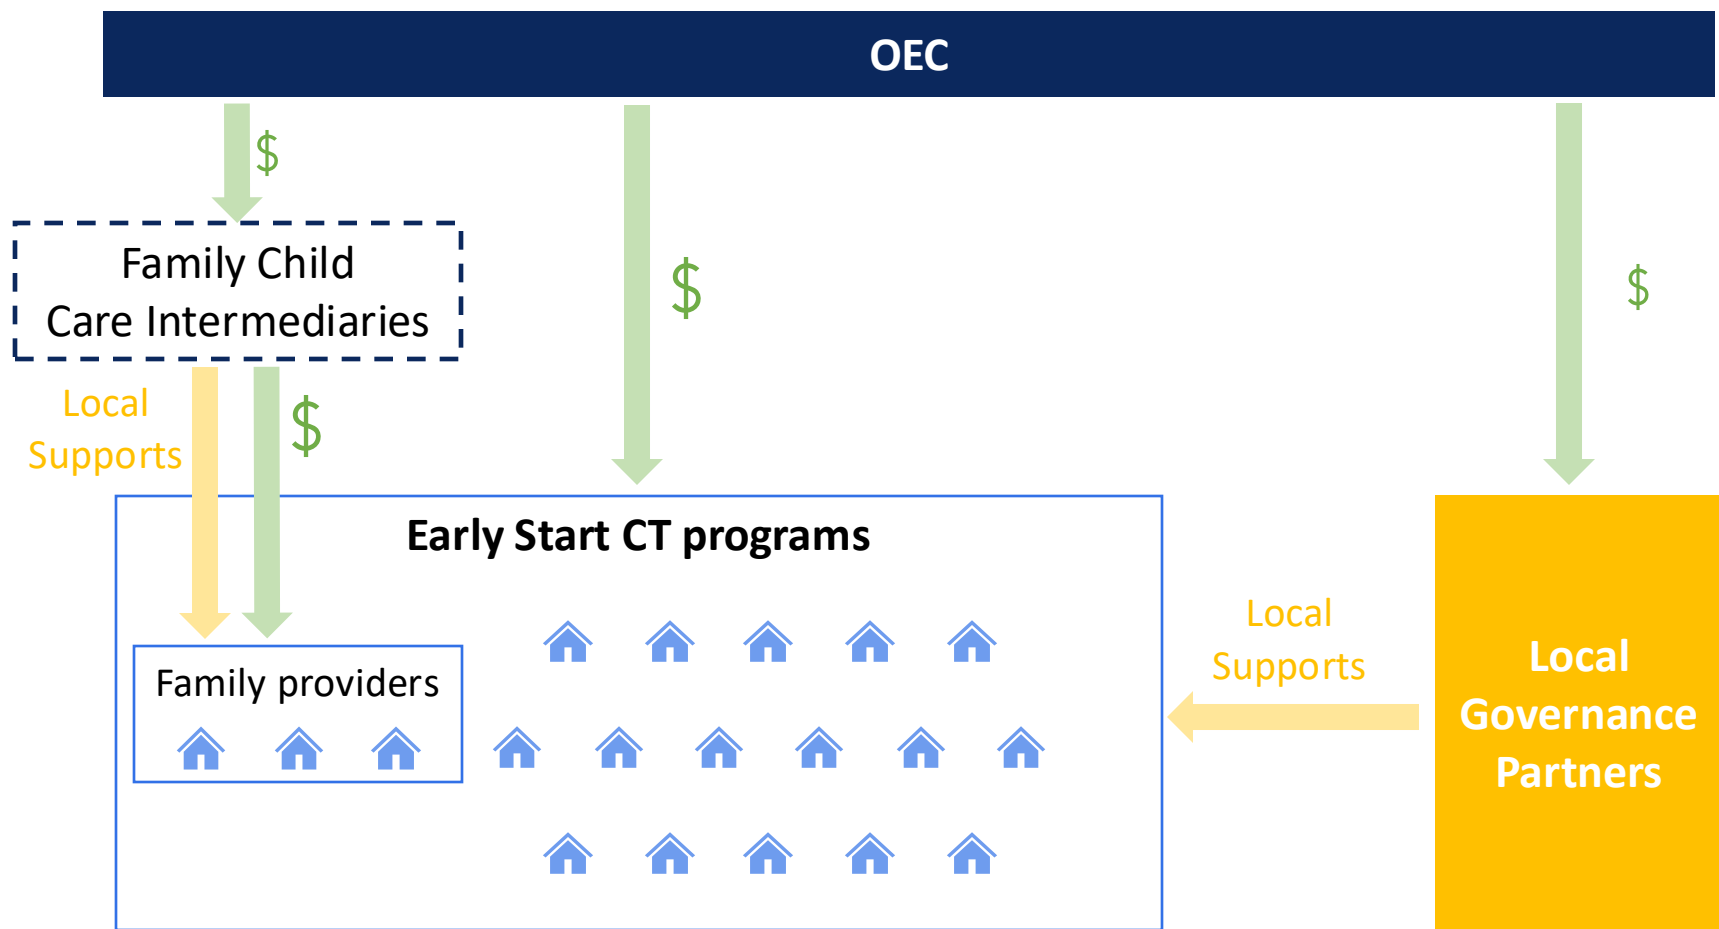 OEC
$
$
$
Family Child
Care Intermediaries
Local
Supports
$
Early Start CT programs
Family providers
Local
Supports
Local
Governance
Partners